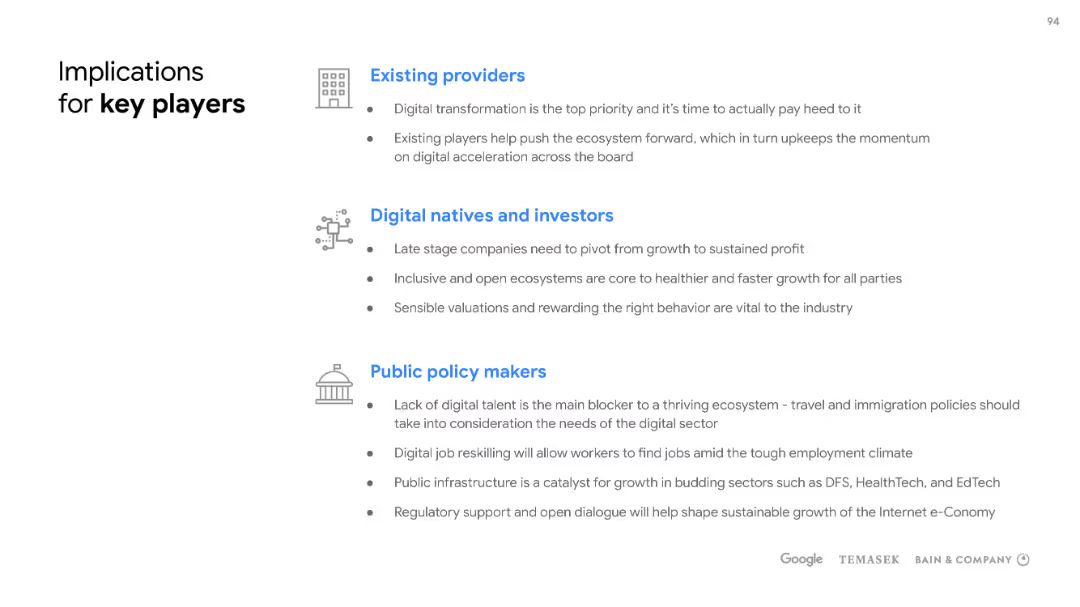 94
Implications
for key players
Existing providers
• Digital transformation is the top priority and it's time to actually pay heed to it
• Existing players help push the ecosystem forward, which in turn upkeeps the momentum
on digital acceleration across the board
Digital natives and investors
• Late stage companies need to pivot from growth to sustained profit
• Inclusive and open ecosystems are core to healthier and faster growth for all parties
• Sensible valuations and rewarding the right behavior are vital to the industry
Public policy makers
• Lack of digital talent is the main blocker to a thriving ecosystem - travel and immigration policies should
take into consideration the needs of the digital sector
• Digital job reskilling will allow workers to find jobs amid the tough employment climate
• Public infrastructure is a catalyst for growth in budding sectors such as DFS, HealthTech, and EdTech
• Regulatory support and open dialogue will help shape sustainable growth of the Internet e-Conomy
Google TEMASEK BAIN & COMPANY